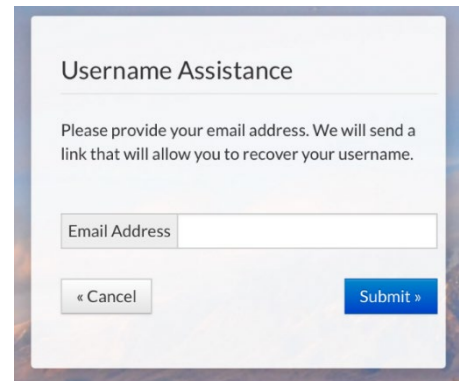 Username Assistance
Please provide your email address. We will send a
link that will allow you to recover your username.
Email Address
« Cancel
Submit »